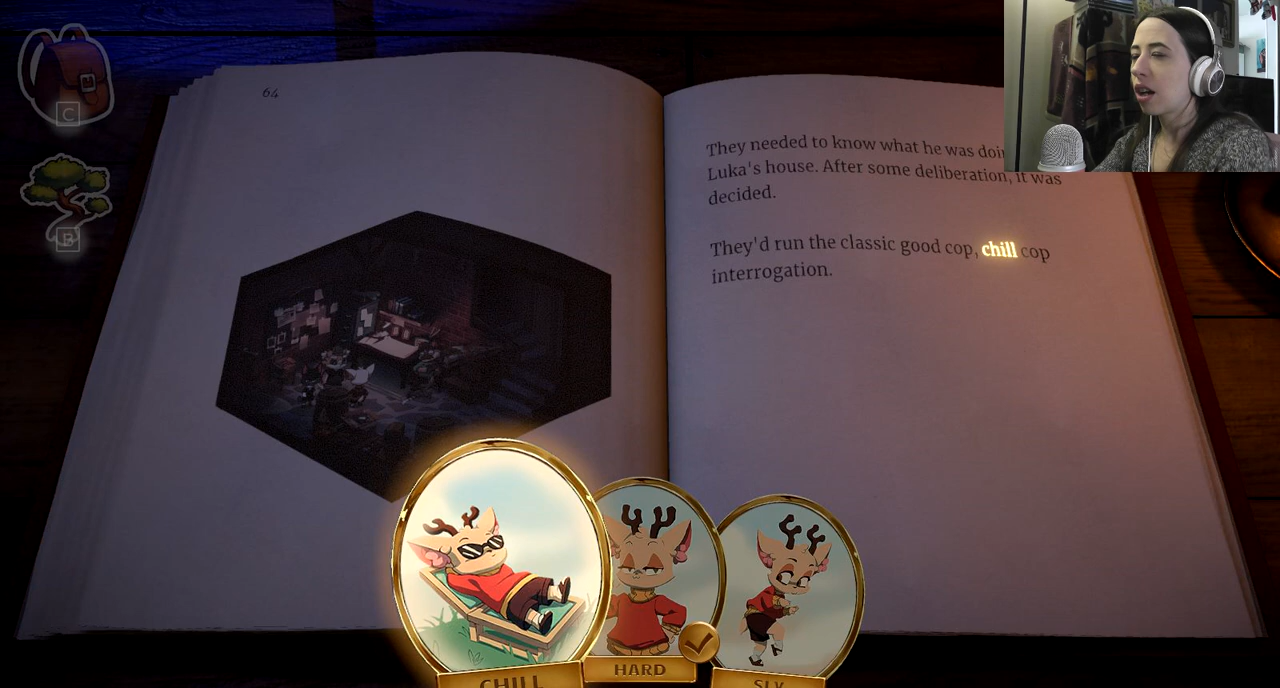 C
B
64
They needed to know what he was doin
Luka's house. After some deliberation, it was
decided.
They'd run the classic good cop, chill cop
interrogation.
CHILL
HARD
SLY